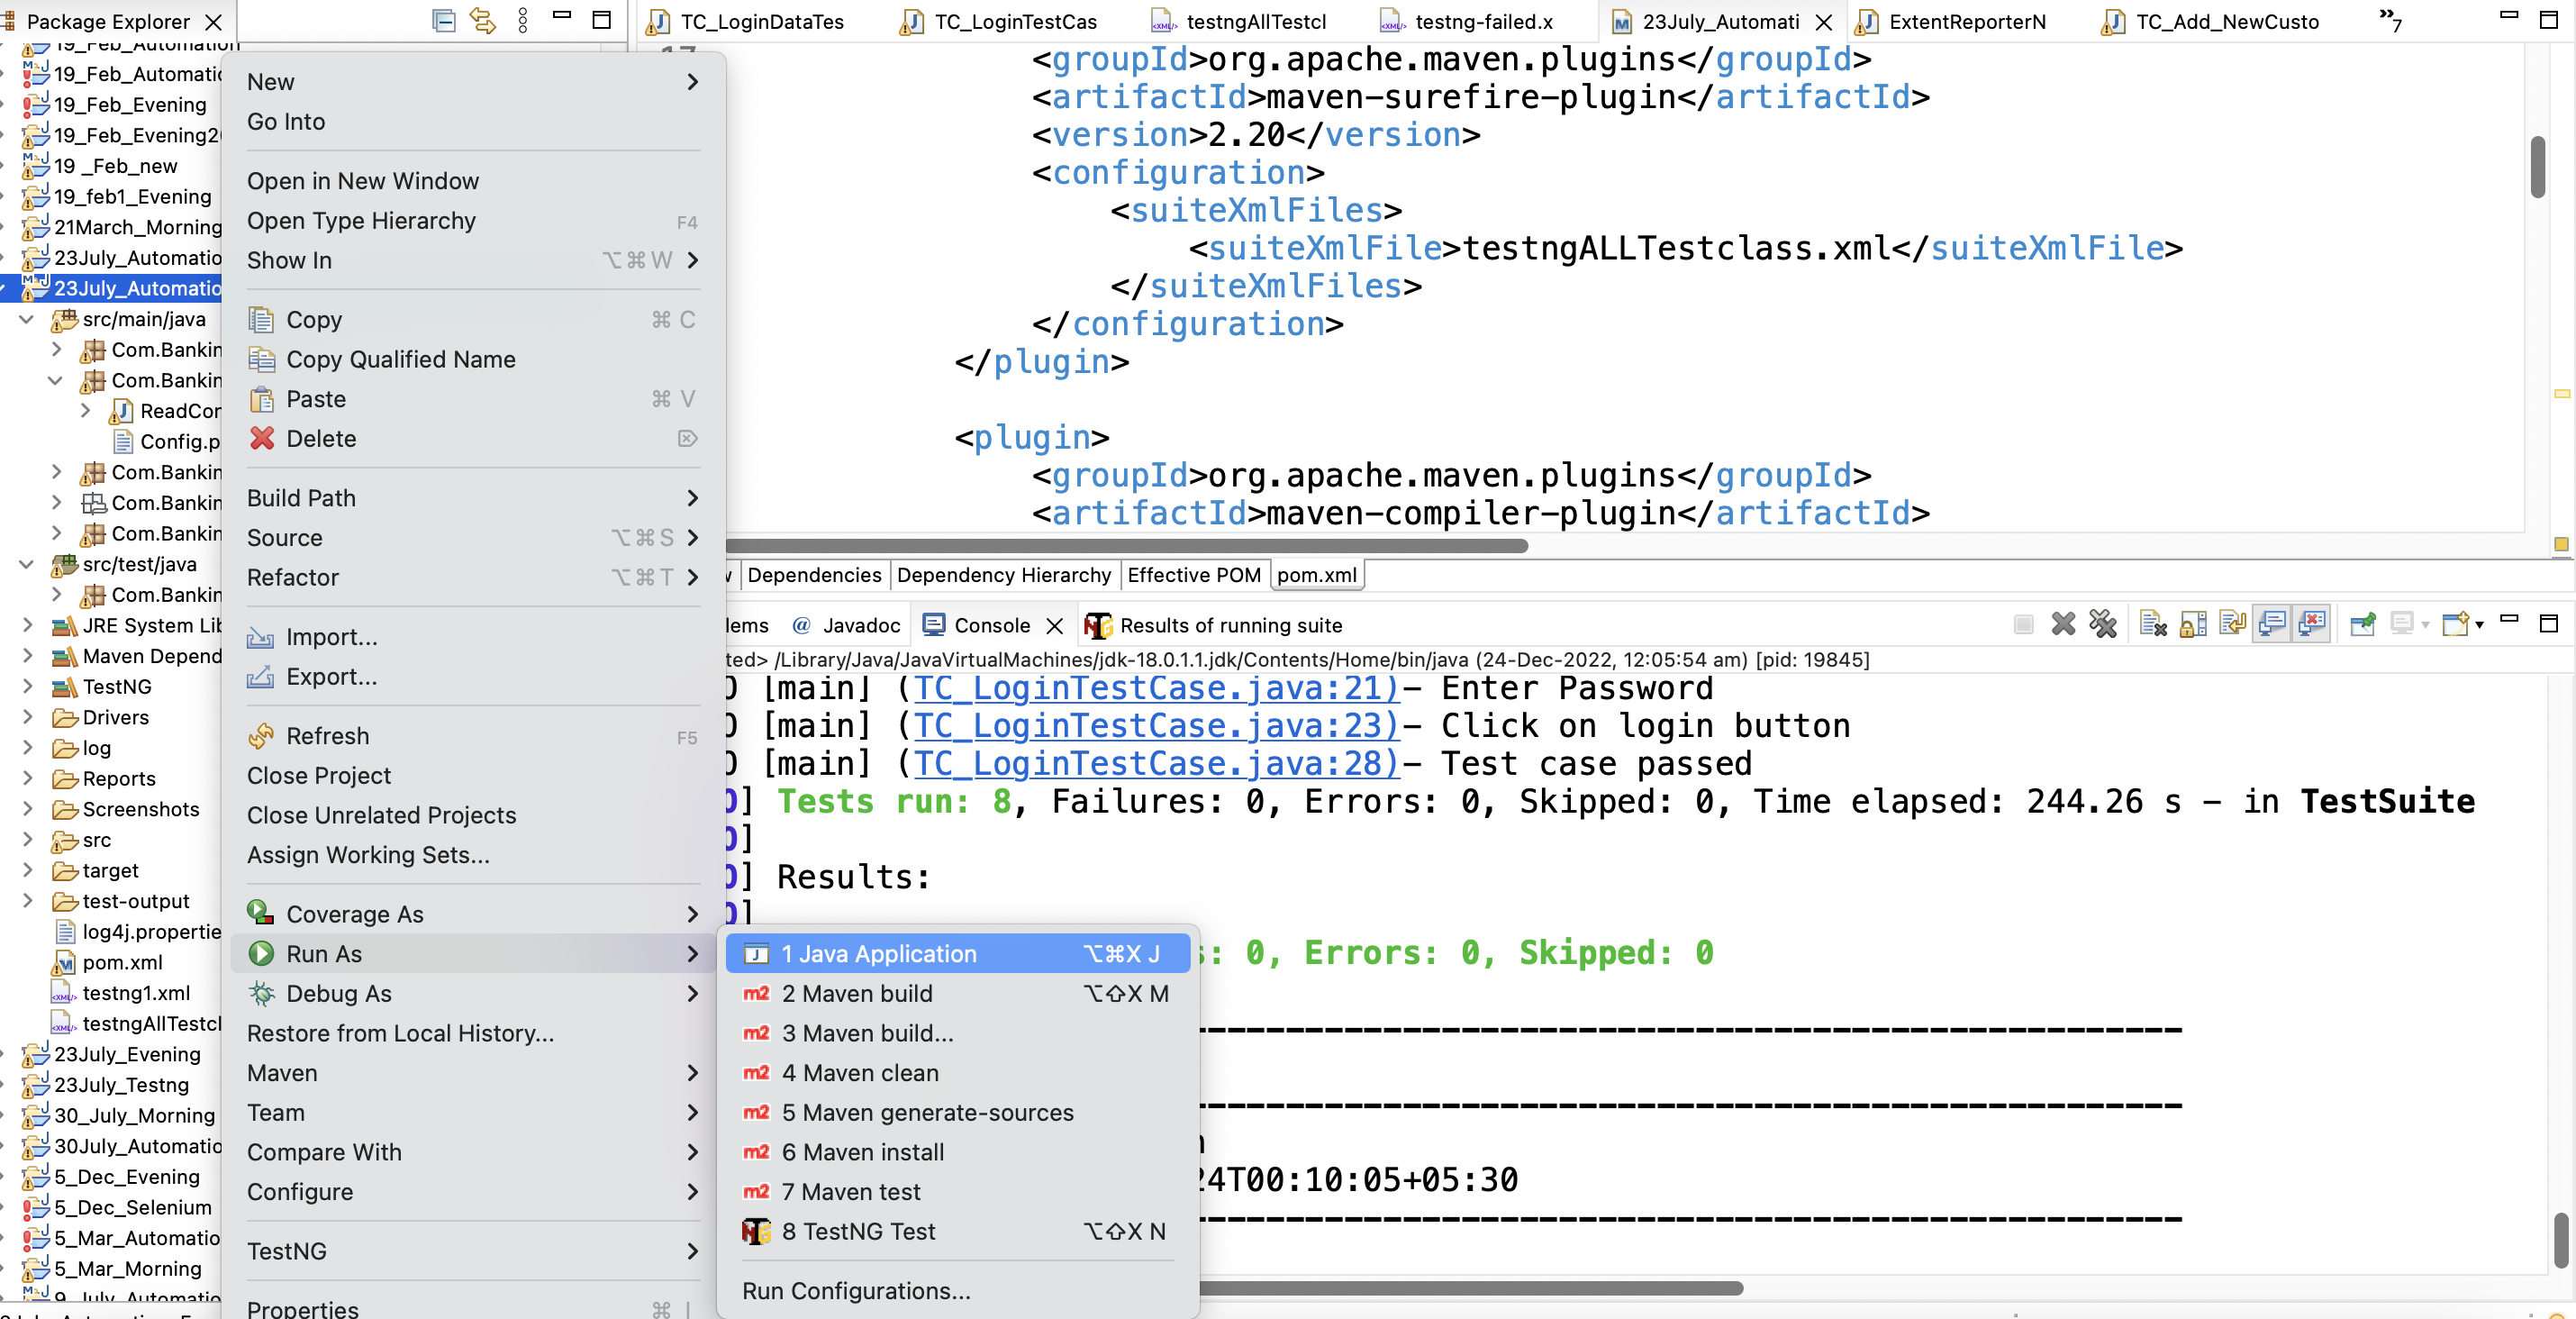 Package Explorer
19_Feb_Automation
19_Feb_Automatio
19_Feb_Evening
19_Feb_Evening20
19 _Feb_new
19_feb1_Evening
21March_Morning
23July_Automatio
23July_Automatio
src/main/java
Com.Bankin
Com.Bankin
ReadCon
Config.p
Com.Bankin
Com.Bankin
Com.Bankin
src/test/java
Com.Bankin
JRE System Lib
Maven Depend
TestNG
Drivers
log
Reports
Screenshots
src
target
test-output
log4j.propertie
pom.xml
testng1.xml
testngAllTestcl
23July_Evening
23July_Testng
30_July_Morning
30July_Automatio
5_Dec_Evening
5_Dec_Selenium
5_Mar_Automatio
5_Mar_Morning
9_July_Automatio
New
Go Into
Open in New Window
Open Type Hierarchy F4
Show In ⌥⌘W
Copy ⌘C
Copy Qualified Name
Paste ⌘V
Delete
Build Path
Source ⌥⌘S
Refactor ⌥⌘T
Import...
Export...
Refresh F5
Close Project
Close Unrelated Projects
Assign Working Sets...
Coverage As
Run As
Debug As
Restore from Local History...
Maven
Team
Compare With
Configure
TestNG
Properties ⌘I
1 Java Application ⌥⌘X J
2 Maven build ⌥⇧X M
3 Maven build...
4 Maven clean
5 Maven generate-sources
6 Maven install
7 Maven test
8 TestNG Test ⌥⇧X N
Run Configurations...
TC_LoginDataTes TC_LoginTestCas testngAllTestcl testng-failed.x 23July_Automati ExtentReporterN TC_Add_NewCusto »7
17
<groupId>org.apache.maven.plugins</groupId>
<artifactId>maven-surefire-plugin</artifactId>
<version>2.20</version>
<configuration>
<suiteXmlFiles>
<suiteXmlFile>testngALLTestclass.xml</suiteXmlFile>
</suiteXmlFiles>
</configuration>
</plugin>
<plugin>
<groupId>org.apache.maven.plugins</groupId>
<artifactId>maven-compiler-plugin</artifactId>
w Dependencies Dependency Hierarchy Effective POM pom.xml
lems @ Javadoc Console Results of running suite
ted> /Library/Java/JavaVirtualMachines/jdk-18.0.1.1.jdk/Contents/Home/bin/java (24-Dec-2022, 12:05:54 am) [pid: 19845]
O [main] (TC_LoginTestCase.java:21)- Enter Password
O [main] (TC_LoginTestCase.java:23)- Click on login button
O [main] (TC_LoginTestCase.java:28)- Test case passed
O] Tests run: 8, Failures: 0, Errors: 0, Skipped: 0, Time elapsed: 244.26 s - in TestSuite
O]
O] Results:
O]
s: 0, Errors: 0, Skipped: 0
------------------------------------------------------
------------------------------------------------------
n
24T00:10:05+05:30
------------------------------------------------------